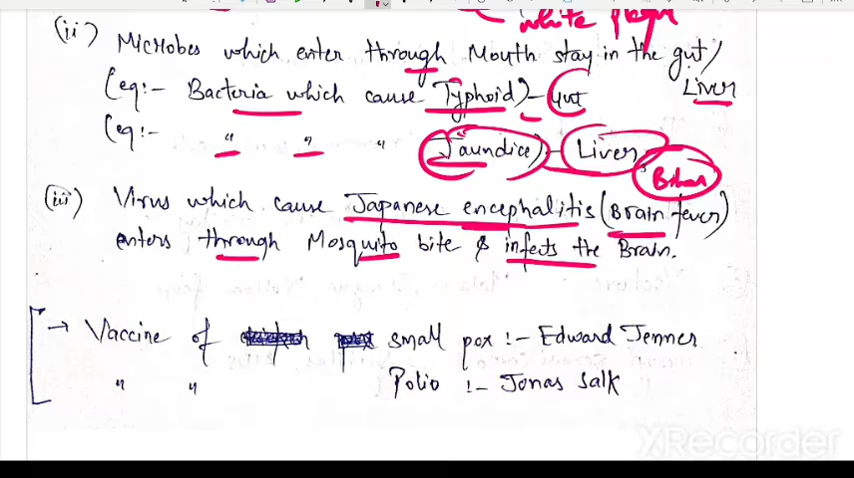 white
(ii) Microbes which enter through Mouth stay in the gut/
Liver
(eg:- Bacteria which cause Typhoid) - gut
(eg:- " " " Jaundice) - Liver
(iii) Virus which cause Japanese encephalitis (Brain fever)
enters through Mosquito bite & infects the Brain.
→ Vaccine of small pox :- Edward Jenner
" " Polio :- Jonas Salk
XRecorder